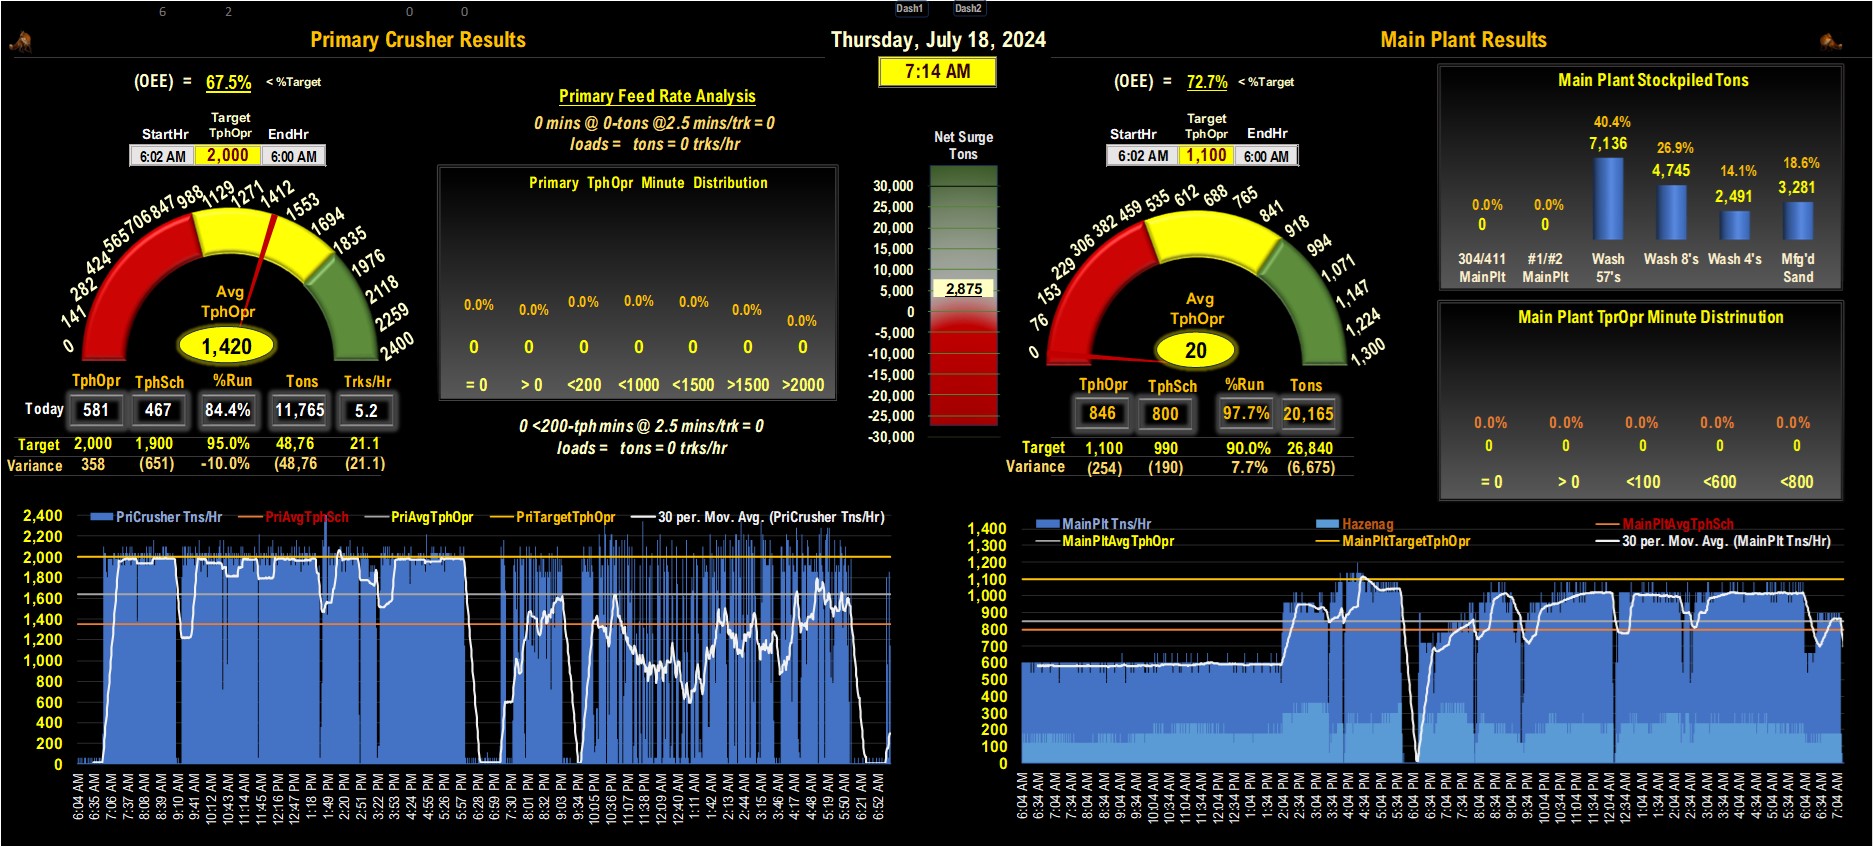 6 2 0 0
Dash1 Dash2
Primary Crusher Results
Thursday, July 18, 2024
Main Plant Results
7:14 AM
(OEE) = 67.5% < %Target
Target
StartHr TphOpr EndHr
6:02 AM 2,000 6:00 AM
0 141 282 424 565 706 847 988 1129 1271 1412 1553 1694 1835 1976 2118 2259 2400
Avg
TphOpr
1,420
TphOpr TphSch %Run Tons Trks/Hr
Today 581 467 84.4% 11,765 5.2
Target 2,000 1,900 95.0% 48,76 21.1
Variance 358 (651) -10.0% (48,76 (21.1)
Primary Feed Rate Analysis
0 mins @ 0-tons @2.5 mins/trk = 0
loads = tons = 0 trks/hr
Primary TphOpr Minute Distribution
0.0% 0.0% 0.0% 0.0% 0.0% 0.0% 0.0%
0 0 0 0 0 0 0
= 0 > 0 <200 <1000 <1500 >1500 >2000
0 <200-tph mins @ 2.5 mins/trk = 0
loads = tons = 0 trks/hr
Net Surge
Tons
30,000
25,000
20,000
15,000
10,000
5,000
2,875
0
-5,000
-10,000
-15,000
-20,000
-25,000
-30,000
(OEE) = 72.7% < %Target
Target
StartHr TphOpr EndHr
6:02 AM 1,100 6:00 AM
0 76 153 229 306 382 459 535 612 688 765 841 918 994 1,071 1,147 1,224 1,300
Avg
TphOpr
20
TphOpr TphSch %Run Tons
846 800 97.7% 20,165
Target 1,100 990 90.0% 26,840
Variance (254) (190) 7.7% (6,675)
Main Plant Stockpiled Tons
0.0% 0.0% 40.4% 26.9% 14.1% 18.6%
0 0 7,136 4,745 2,491 3,281
304/411 #1/#2 Wash Wash 8's Wash 4's Mfg'd
MainPlt MainPlt 57's Sand
Main Plant TprOpr Minute Distrinution
0.0% 0.0% 0.0% 0.0% 0.0%
0 0 0 0 0
= 0 > 0 <100 <600 <800
PriCrusher Tns/Hr PriAvgTphSch PriAvgTphOpr PriTargetTphOpr 30 per. Mov. Avg. (PriCrusher Tns/Hr)
2,400
2,200
2,000
1,800
1,600
1,400
1,200
1,000
800
600
400
200
0
6:04 AM 6:35 AM 7:06 AM 7:37 AM 8:08 AM 8:39 AM 9:10 AM 9:41 AM 10:12 AM 10:43 AM 11:14 AM 11:45 AM 12:16 PM 12:47 PM 1:18 PM 1:49 PM 2:20 PM 2:51 PM 3:22 PM 3:53 PM 4:24 PM 4:55 PM 5:26 PM 5:57 PM 6:28 PM 6:59 PM 7:30 PM 8:01 PM 8:32 PM 9:03 PM 9:34 PM 10:05 PM 10:36 PM 11:07 PM 11:38 PM 12:09 AM 12:40 AM 1:11 AM 1:42 AM 2:13 AM 2:44 AM 3:15 AM 3:46 AM 4:17 AM 4:48 AM 5:19 AM 5:50 AM 6:21 AM 6:52 AM
MainPlt Tns/Hr Hazenag MainPltAvgTphSch
MainPltAvgTphOpr MainPltTargetTphOpr 30 per. Mov. Avg. (MainPlt Tns/Hr)
1,400
1,300
1,200
1,100
1,000
900
800
700
600
500
400
300
200
100
0
6:04 AM 6:34 AM 7:04 AM 7:34 AM 8:04 AM 8:34 AM 9:04 AM 9:34 AM 10:04 AM 10:34 AM 11:04 AM 11:34 AM 12:04 PM 12:34 PM 1:04 PM 1:34 PM 2:04 PM 2:34 PM 3:04 PM 3:34 PM 4:04 PM 4:34 PM 5:04 PM 5:34 PM 6:04 PM 6:34 PM 7:04 PM 7:34 PM 8:04 PM 8:34 PM 9:04 PM 9:34 PM 10:04 PM 10:34 PM 11:04 PM 11:34 PM 12:04 AM 12:34 AM 1:04 AM 1:34 AM 2:04 AM 2:34 AM 3:04 AM 3:34 AM 4:04 AM 4:34 AM 5:04 AM 5:34 AM 6:04 AM 6:34 AM 7:04 AM